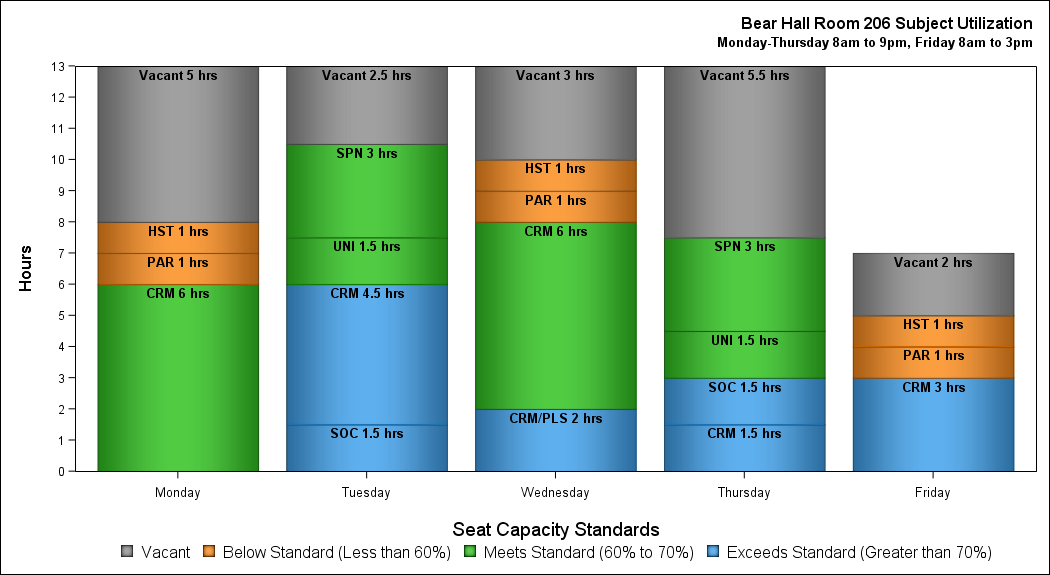 Bear Hall Room 206 Subject Utilization
Monday-Thursday 8am to 9pm, Friday 8am to 3pm
Hours
13
12
11
10
9
8
7
6
5
4
3
2
1
0
Vacant 5 hrs
HST 1 hrs
PAR 1 hrs
CRM 6 hrs
Vacant 2.5 hrs
SPN 3 hrs
UNI 1.5 hrs
CRM 4.5 hrs
SOC 1.5 hrs
Vacant 3 hrs
HST 1 hrs
PAR 1 hrs
CRM 6 hrs
CRM/PLS 2 hrs
Vacant 5.5 hrs
SPN 3 hrs
UNI 1.5 hrs
SOC 1.5 hrs
CRM 1.5 hrs
Vacant 2 hrs
HST 1 hrs
PAR 1 hrs
CRM 3 hrs
Monday Tuesday Wednesday Thursday Friday
Seat Capacity Standards
Vacant Below Standard (Less than 60%) Meets Standard (60% to 70%) Exceeds Standard (Greater than 70%)